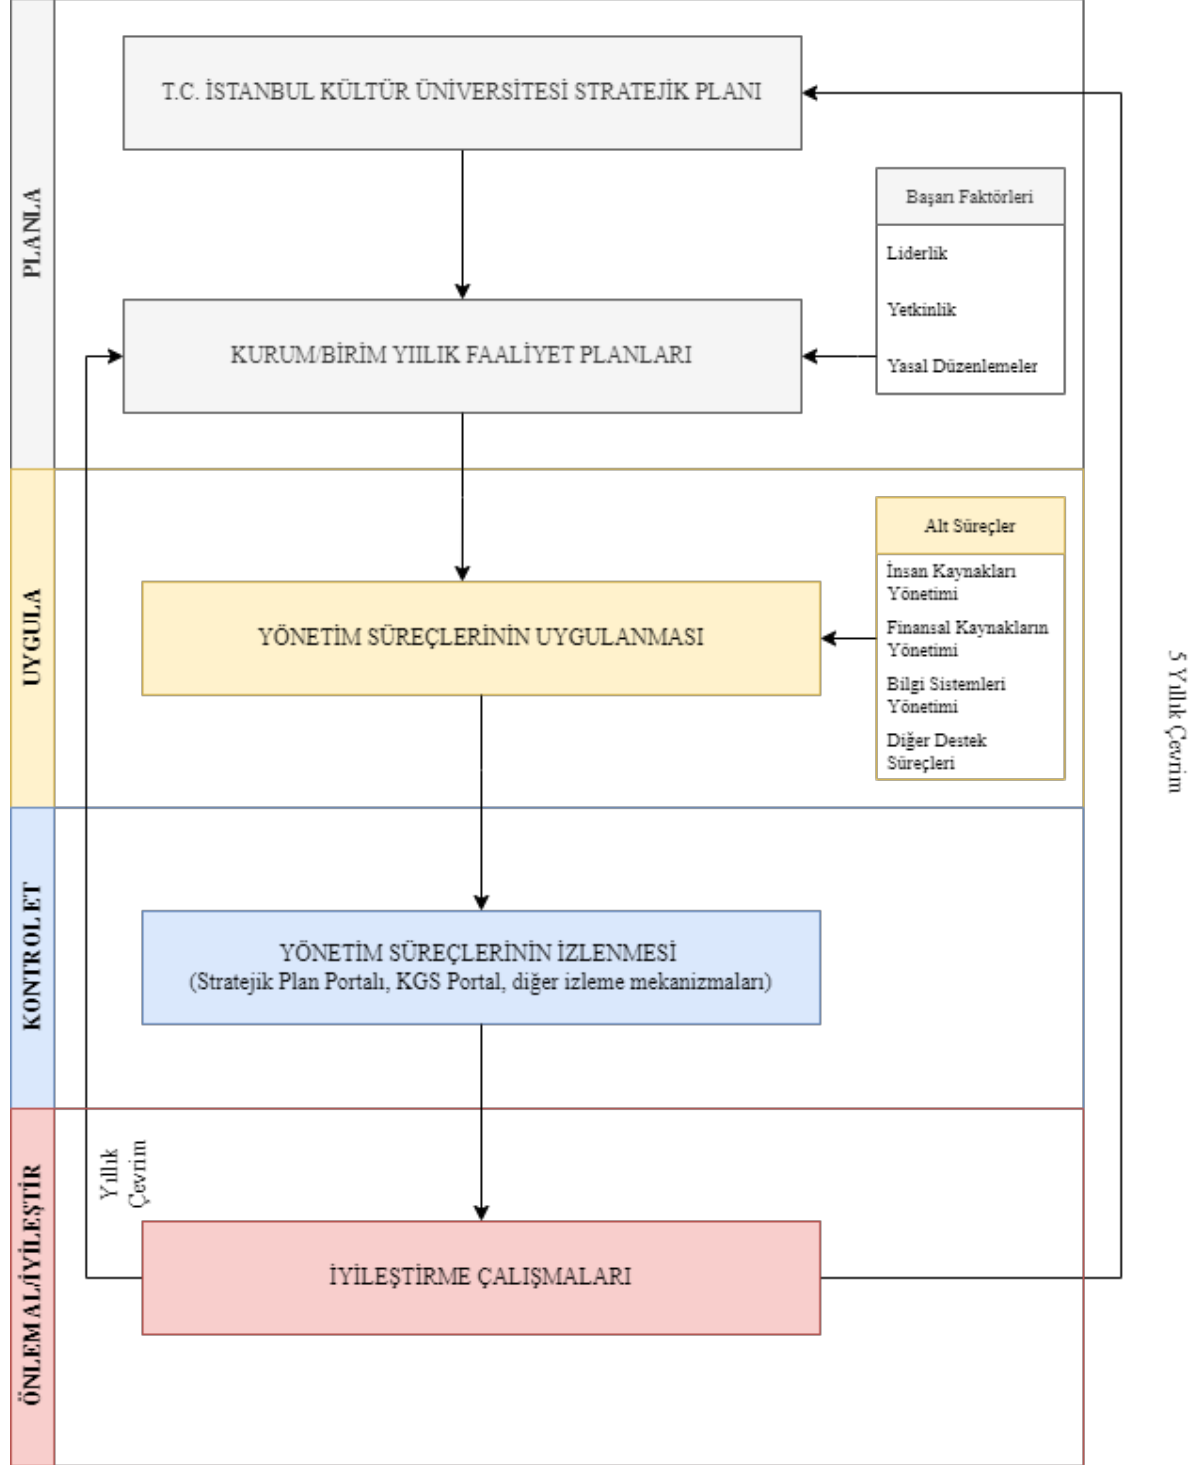 PLANLA
T.C. İSTANBUL KÜLTÜR ÜNİVERSİTESİ STRATEJİK PLANI
Başarı Faktörleri
Liderlik
Yetkinlik
Yasal Düzenlemeler
KURUM/BİRİM YIILIK FAALİYET PLANLARI
UYGULA
YÖNETİM SÜREÇLERİNİN UYGULANMASI
Alt Süreçler
İnsan Kaynakları
Yönetimi
Finansal Kaynakların
Yönetimi
Bilgi Sistemleri
Yönetimi
Diğer Destek
Süreçleri
5 Yıllık Çevrim
KONTROL ET
YÖNETİM SÜREÇLERİNİN İZLENMESİ
(Stratejik Plan Portalı, KGS Portal, diğer izleme mekanizmaları)
ÖNLEM AL/İYİLEŞTİR
Yıllık
Çevrim
İYİLEŞTİRME ÇALIŞMALARI